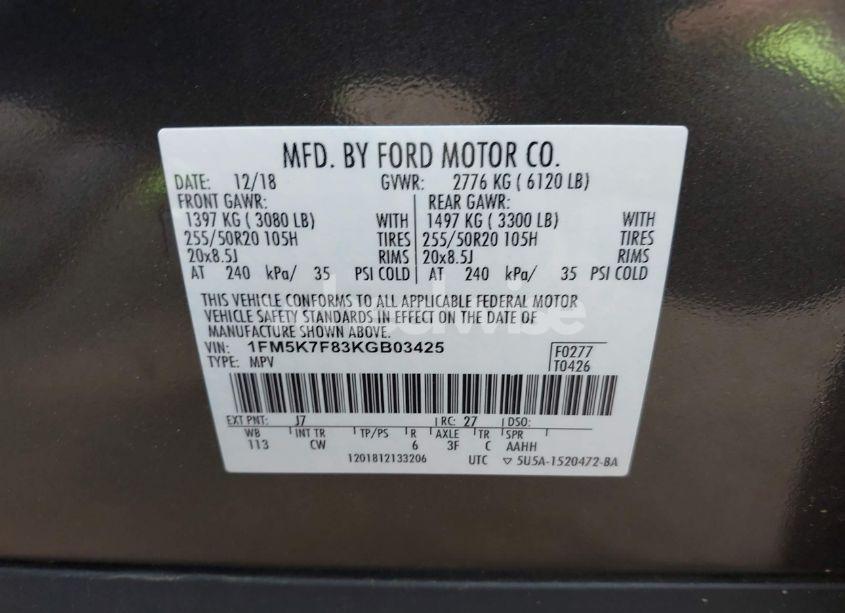 MFD. BY FORD MOTOR CO.
DATE: 12/18 GVWR: 2776 KG ( 6120 LB)
FRONT GAWR: REAR GAWR:
1397 KG ( 3080 LB) WITH 1497 KG ( 3300 LB) WITH
255/50R20 105H TIRES 255/50R20 105H TIRES
20x8.5J RIMS 20x8.5J RIMS
AT 240 kPa/ 35 PSI COLD AT 240 kPa/ 35 PSI COLD
THIS VEHICLE CONFORMS TO ALL APPLICABLE FEDERAL MOTOR
VEHICLE SAFETY STANDARDS IN EFFECT ON THE DATE OF
MANUFACTURE SHOWN ABOVE.
VIN: 1FM5K7F83KGB03425 F0277
TYPE: MPV T0426
EXT PNT: J7 RC: 27 DSO:
WB INT TR TP/PS R AXLE TR SPR
113 CW 6 3F C AAHH
1201812133206 UTC ▽ 5U5A-1520472-BA